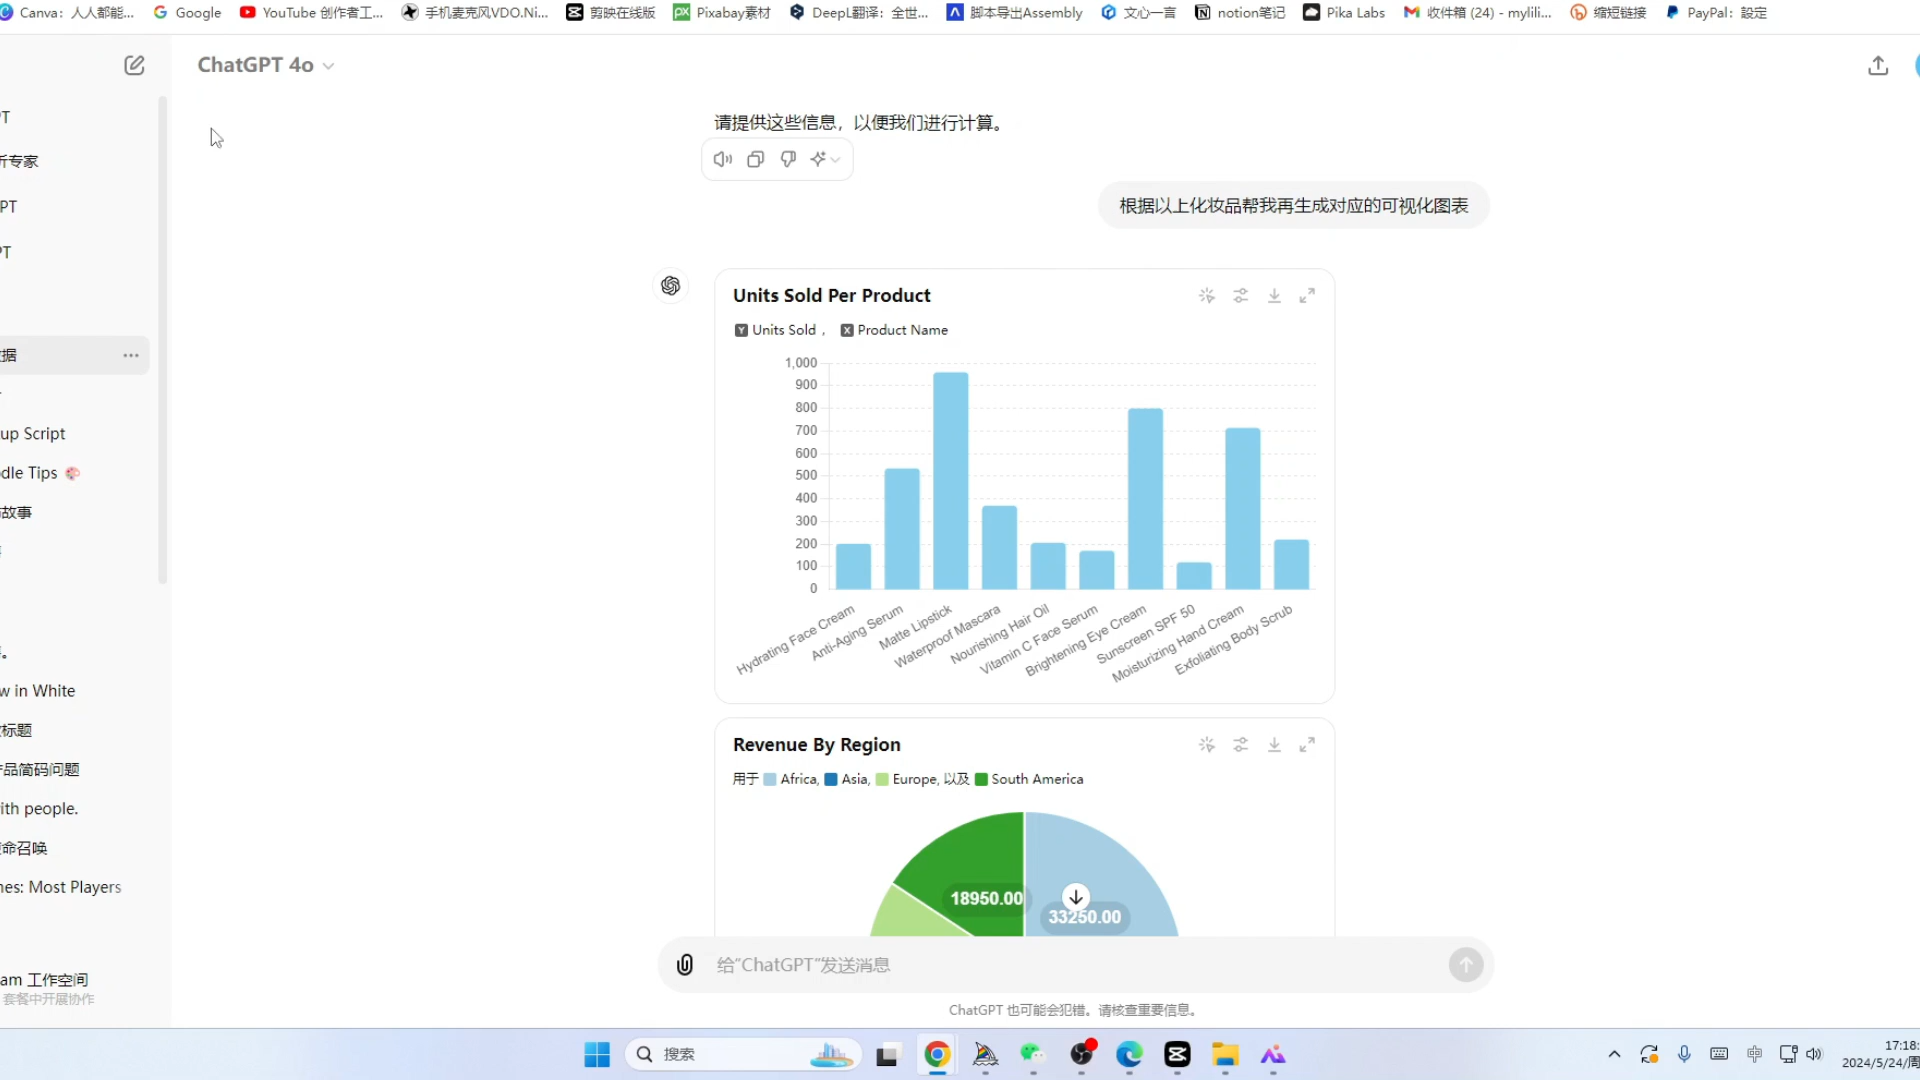 Canva：人人都能...
Google
YouTube 创作者工...
手机麦克风VDO.Ni...
剪映在线版
Pixabay素材
DeepL翻译：全世...
脚本导出Assembly
文心一言
notion笔记
Pika Labs
收件箱 (24) - mylili...
缩短链接
PayPal：設定
ChatGPT 4o
T
析专家
PT
PT
据
up Script
dle Tips
故事
w in White
标题
产品简码问题
ith people.
命召唤
nes: Most Players
am 工作空间
套餐中开展协作
请提供这些信息，以便我们进行计算。
根据以上化妆品帮我再生成对应的可视化图表
Units Sold Per Product
Y Units Sold , X Product Name
1,000
900
800
700
600
500
400
300
200
100
0
Hydrating Face Cream
Anti-Aging Serum
Matte Lipstick
Waterproof Mascara
Nourishing Hair Oil
Vitamin C Face Serum
Brightening Eye Cream
Sunscreen SPF 50
Moisturizing Hand Cream
Exfoliating Body Scrub
Revenue By Region
用于 Africa, Asia, Europe, 以及 South America
18950.00
33250.00
给“ChatGPT”发送消息
ChatGPT 也可能会犯错。请核查重要信息。
搜索
中
17:18:
2024/5/24/周